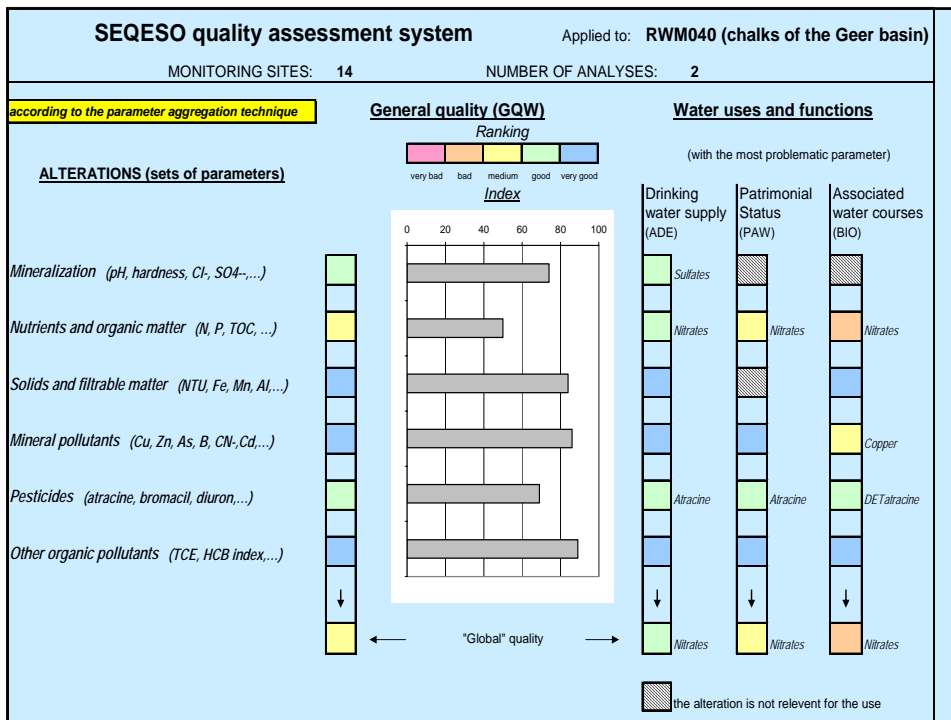 SEQESO quality assessment system
Applied to: RWM040 (chalks of the Geer basin)
MONITORING SITES: 14 NUMBER OF ANALYSES: 2
according to the parameter aggregation technique
General quality (GQW)
Water uses and functions
Ranking
(with the most problematic parameter)
very bad bad medium good very good
ALTERATIONS (sets of parameters)
Index
Drinking water supply (ADE)
Patrimonial Status (PAW)
Associated water courses (BIO)
0 20 40 60 80 100
Mineralization (pH, hardness, Cl-, SO4--,...)
Sulfates
Nutrients and organic matter (N, P, TOC, ...)
Nitrates Nitrates Nitrates
Solids and filtrable matter (NTU, Fe, Mn, Al,...)
Mineral pollutants (Cu, Zn, As, B, CN-,Cd,...)
Copper
Pesticides (atracine, bromacil, diuron,...)
Atracine Atracine DETatracine
Other organic pollutants (TCE, HCB index,...)
"Global" quality
Nitrates Nitrates Nitrates
the alteration is not relevent for the use